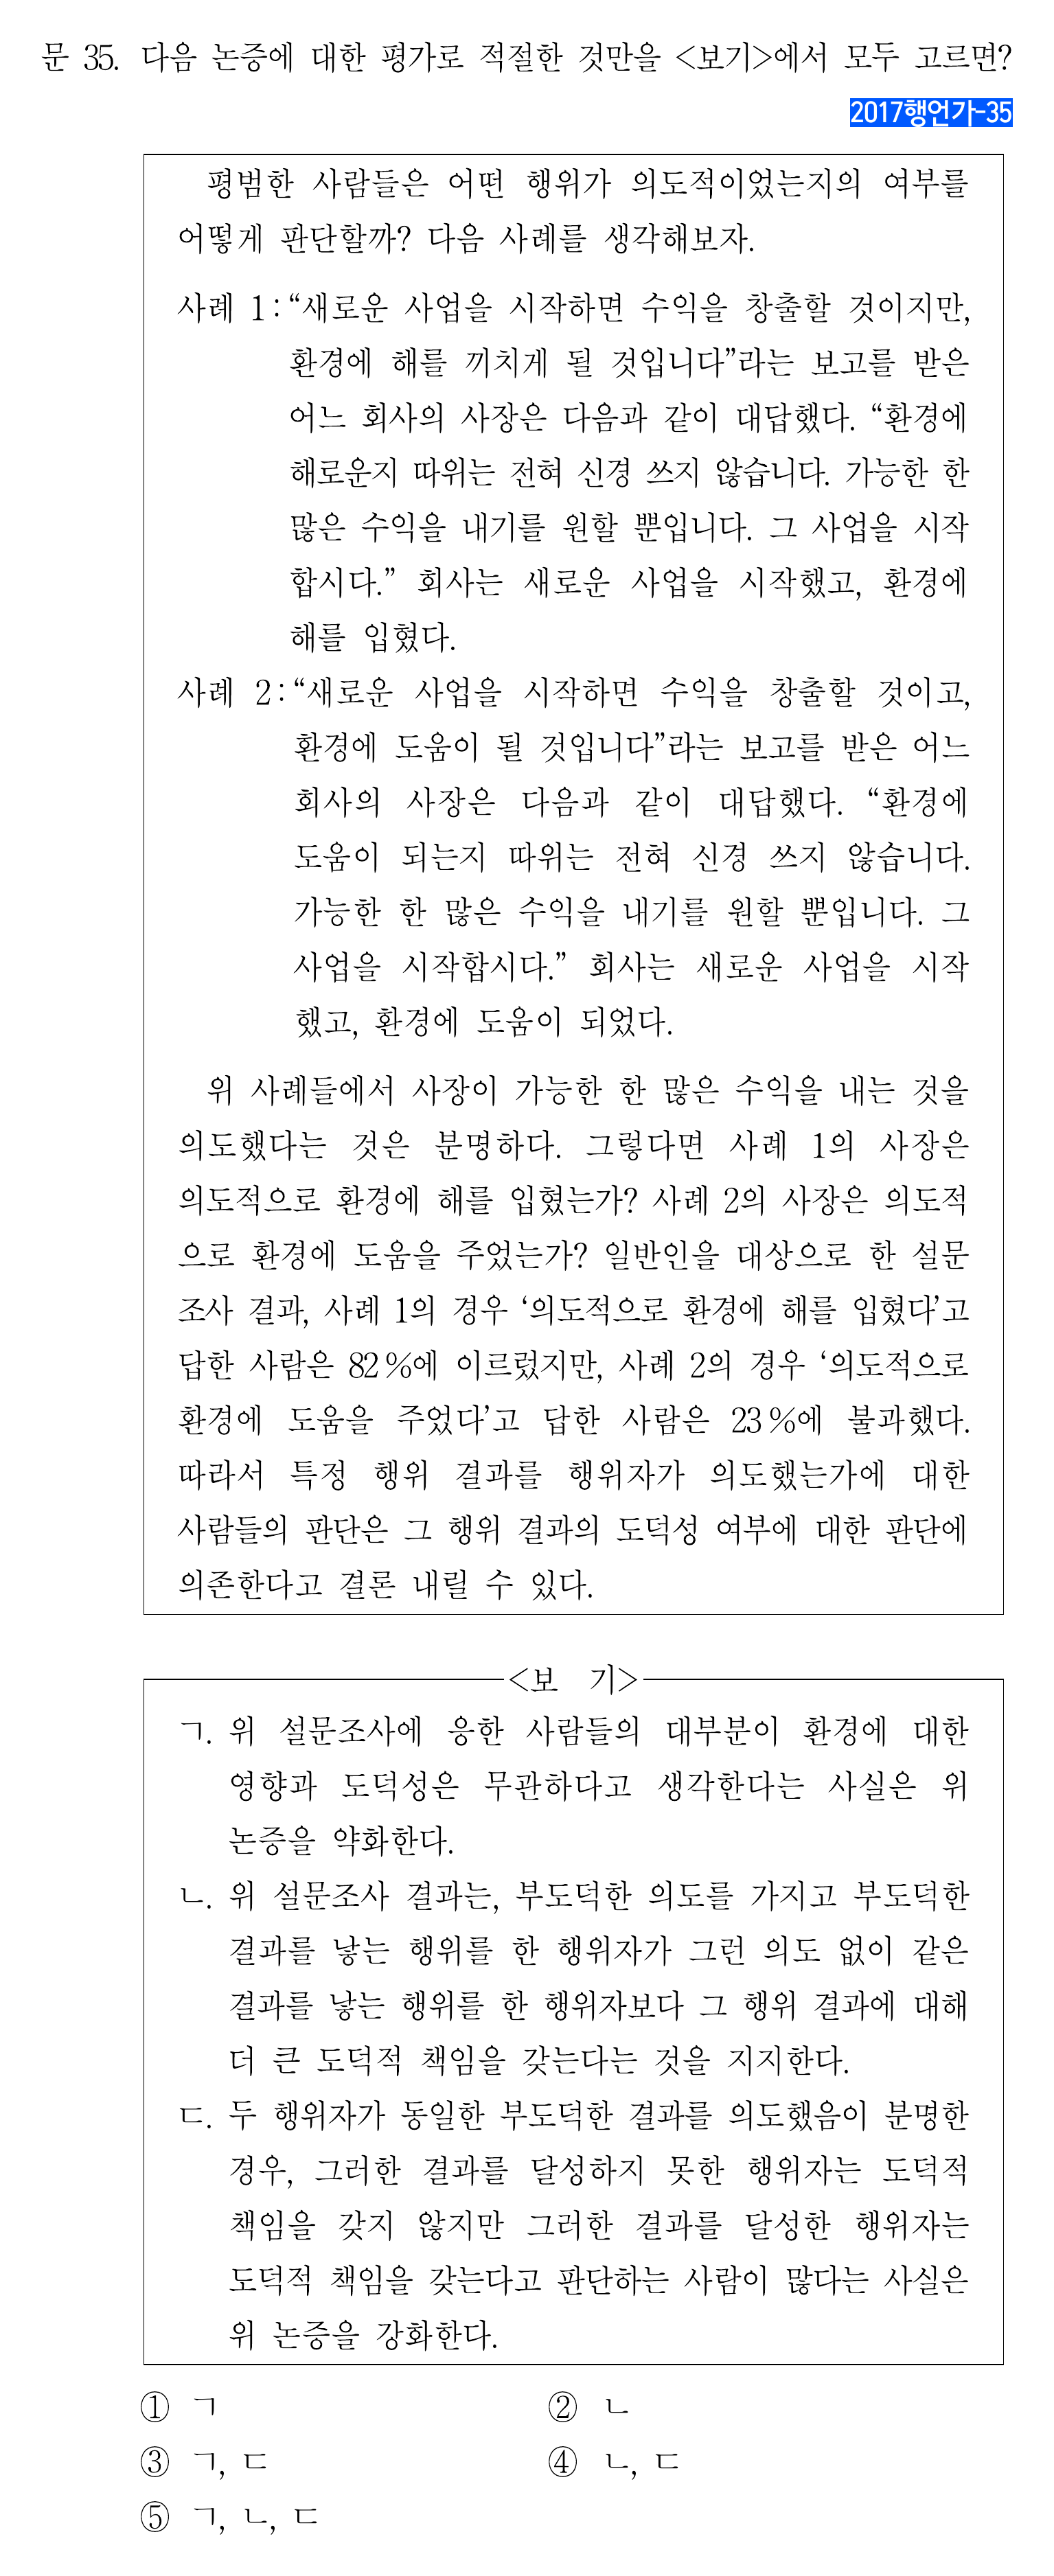 문 35. 다음 논증에 대한 평가로 적절한 것만을 <보기>에서 모두 고르면?
2017행언가-35
평범한 사람들은 어떤 행위가 의도적이었는지의 여부를
어떻게 판단할까? 다음 사례를 생각해보자.
사례 1 : “새로운 사업을 시작하면 수익을 창출할 것이지만,
환경에 해를 끼치게 될 것입니다”라는 보고를 받은
어느 회사의 사장은 다음과 같이 대답했다. “환경에
해로운지 따위는 전혀 신경 쓰지 않습니다. 가능한 한
많은 수익을 내기를 원할 뿐입니다. 그 사업을 시작
합시다.” 회사는 새로운 사업을 시작했고, 환경에
해를 입혔다.
사례 2 : “새로운 사업을 시작하면 수익을 창출할 것이고,
환경에 도움이 될 것입니다”라는 보고를 받은 어느
회사의 사장은 다음과 같이 대답했다. “환경에
도움이 되는지 따위는 전혀 신경 쓰지 않습니다.
가능한 한 많은 수익을 내기를 원할 뿐입니다. 그
사업을 시작합시다.” 회사는 새로운 사업을 시작
했고, 환경에 도움이 되었다.
위 사례들에서 사장이 가능한 한 많은 수익을 내는 것을
의도했다는 것은 분명하다. 그렇다면 사례 1의 사장은
의도적으로 환경에 해를 입혔는가? 사례 2의 사장은 의도적
으로 환경에 도움을 주었는가? 일반인을 대상으로 한 설문
조사 결과, 사례 1의 경우 ‘의도적으로 환경에 해를 입혔다’고
답한 사람은 82 %에 이르렀지만, 사례 2의 경우 ‘의도적으로
환경에 도움을 주었다’고 답한 사람은 23 %에 불과했다.
따라서 특정 행위 결과를 행위자가 의도했는가에 대한
사람들의 판단은 그 행위 결과의 도덕성 여부에 대한 판단에
의존한다고 결론 내릴 수 있다.
<보 기>
ㄱ. 위 설문조사에 응한 사람들의 대부분이 환경에 대한
영향과 도덕성은 무관하다고 생각한다는 사실은 위
논증을 약화한다.
ㄴ. 위 설문조사 결과는, 부도덕한 의도를 가지고 부도덕한
결과를 낳는 행위를 한 행위자가 그런 의도 없이 같은
결과를 낳는 행위를 한 행위자보다 그 행위 결과에 대해
더 큰 도덕적 책임을 갖는다는 것을 지지한다.
ㄷ. 두 행위자가 동일한 부도덕한 결과를 의도했음이 분명한
경우, 그러한 결과를 달성하지 못한 행위자는 도덕적
책임을 갖지 않지만 그러한 결과를 달성한 행위자는
도덕적 책임을 갖는다고 판단하는 사람이 많다는 사실은
위 논증을 강화한다.
① ㄱ ② ㄴ
③ ㄱ, ㄷ ④ ㄴ, ㄷ
⑤ ㄱ, ㄴ, ㄷ